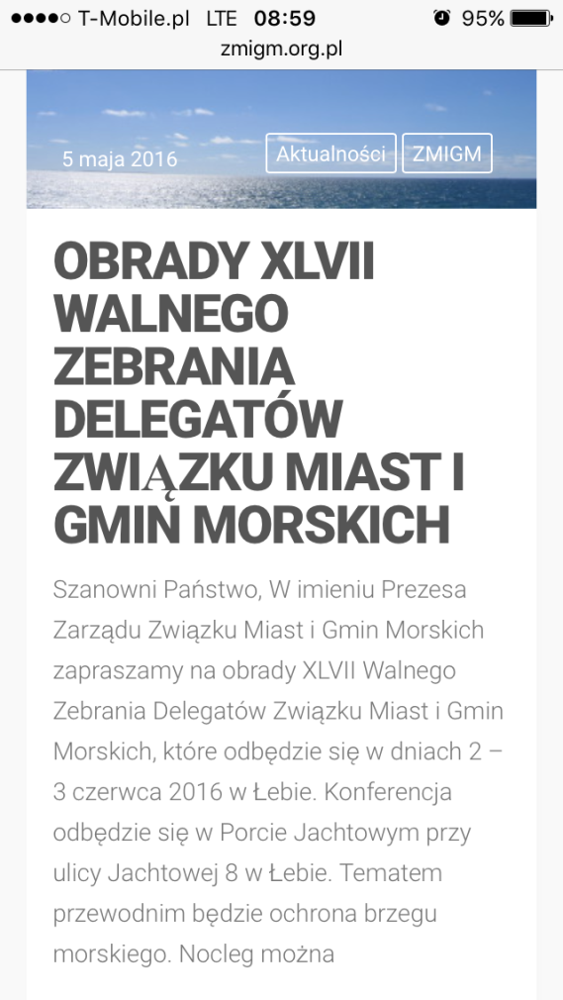 T-Mobile.pl LTE 08:59 95%
zmigm.org.pl
5 maja 2016 Aktualności ZMIGM
OBRADY XLVII
WALNEGO
ZEBRANIA
DELEGATÓW
ZWIĄZKU MIAST I
GMIN MORSKICH
Szanowni Państwo, W imieniu Prezesa
Zarządu Związku Miast i Gmin Morskich
zapraszamy na obrady XLVII Walnego
Zebrania Delegatów Związku Miast i Gmin
Morskich, które odbędzie się w dniach 2 –
3 czerwca 2016 w Łebie. Konferencja
odbędzie się w Porcie Jachtowym przy
ulicy Jachtowej 8 w Łebie. Tematem
przewodnim będzie ochrona brzegu
morskiego. Nocleg można